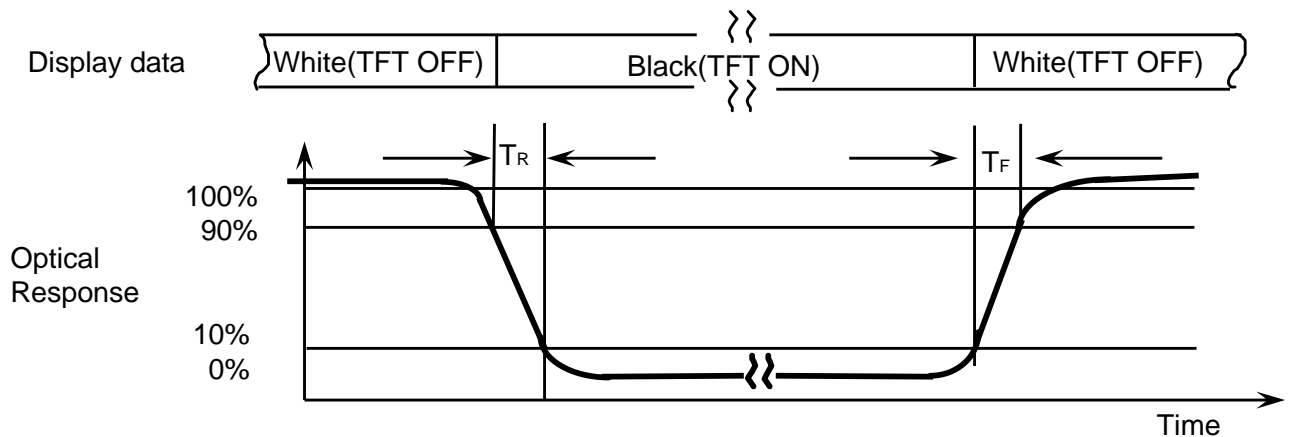 Display data
White(TFT OFF)
Black(TFT ON)
White(TFT OFF)
TR
TF
100%
90%
Optical
Response
10%
0%
Time